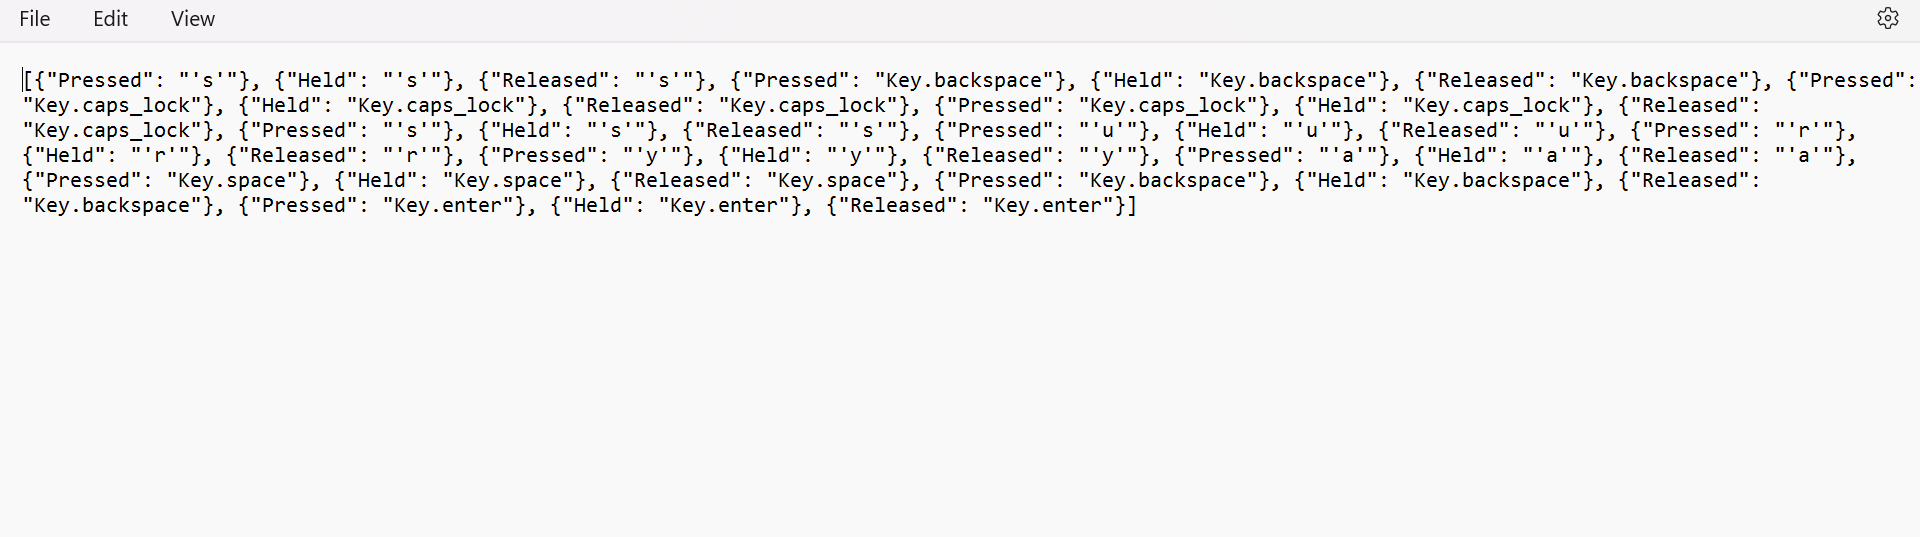 File Edit View
[{"Pressed": "'s'"}, {"Held": "'s'"}, {"Released": "'s'"}, {"Pressed": "Key.backspace"}, {"Held": "Key.backspace"}, {"Released": "Key.backspace"}, {"Pressed":
"Key.caps_lock"}, {"Held": "Key.caps_lock"}, {"Released": "Key.caps_lock"}, {"Pressed": "Key.caps_lock"}, {"Held": "Key.caps_lock"}, {"Released":
"Key.caps_lock"}, {"Pressed": "'s'"}, {"Held": "'s'"}, {"Released": "'s'"}, {"Pressed": "'u'"}, {"Held": "'u'"}, {"Released": "'u'"}, {"Pressed": "'r'"},
{"Held": "'r'"}, {"Released": "'r'"}, {"Pressed": "'y'"}, {"Held": "'y'"}, {"Released": "'y'"}, {"Pressed": "'a'"}, {"Held": "'a'"}, {"Released": "'a'"},
{"Pressed": "Key.space"}, {"Held": "Key.space"}, {"Released": "Key.space"}, {"Pressed": "Key.backspace"}, {"Held": "Key.backspace"}, {"Released":
"Key.backspace"}, {"Pressed": "Key.enter"}, {"Held": "Key.enter"}, {"Released": "Key.enter"}]